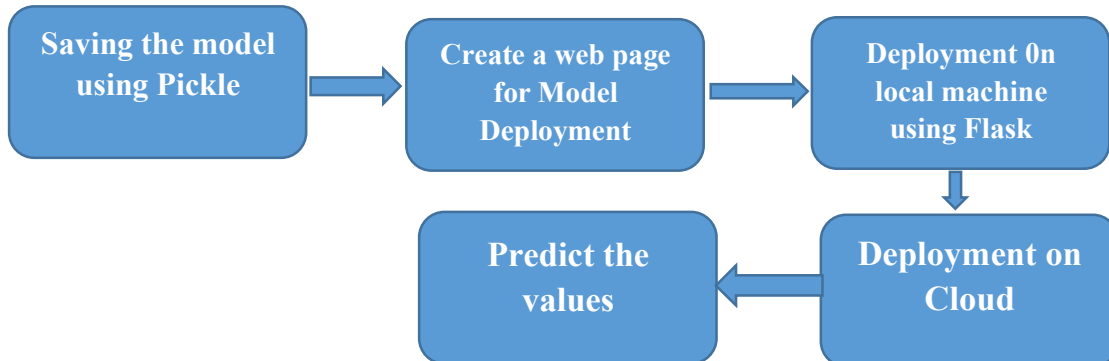 Saving the model
using Pickle
Create a web page
for Model
Deployment
Deployment 0n
local machine
using Flask
Deployment on
Cloud
Predict the
values